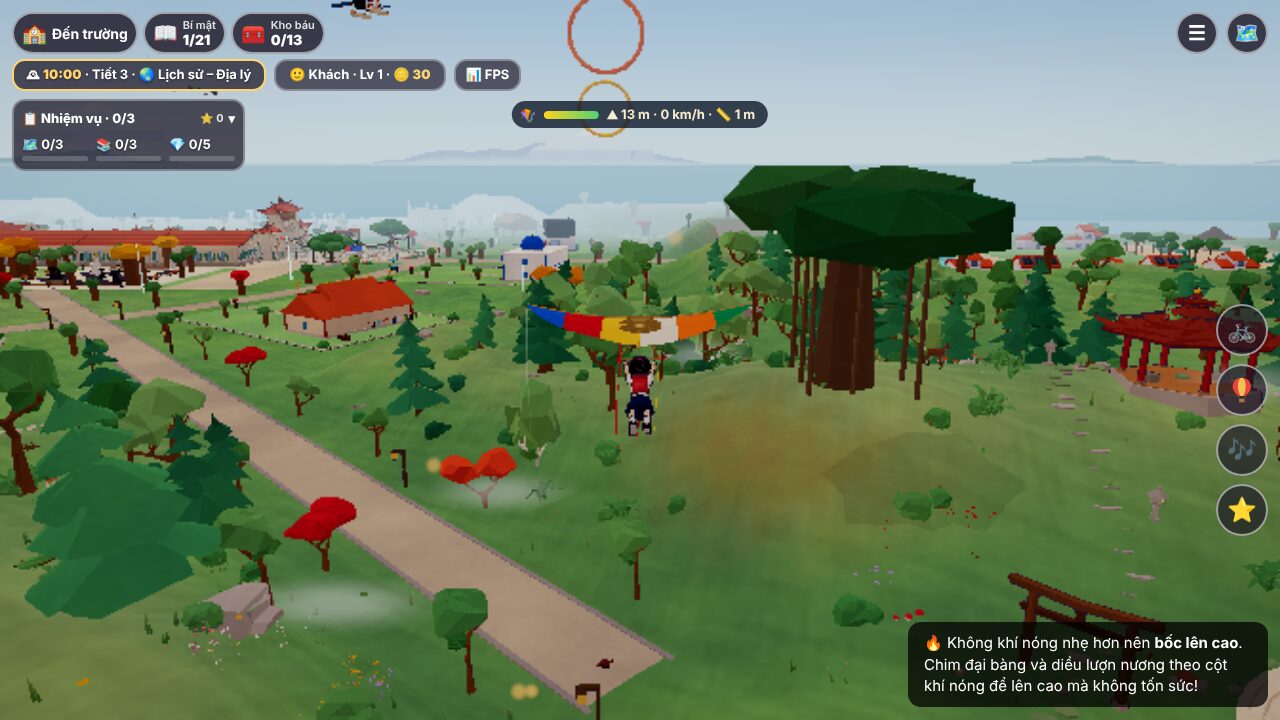 Đến trường
Bí mật
1/21
Kho báu
0/13
10:00 · Tiết 3 · Lịch sử – Địa lý
Khách · Lv 1 · 30
FPS
Nhiệm vụ · 0/3
0 ▾
0/3
0/3
0/5
13 m · 0 km/h · 1 m
Không khí nóng nhẹ hơn nên bốc lên cao.
Chim đại bàng và diều lượn nương theo cột
khí nóng để lên cao mà không tốn sức!